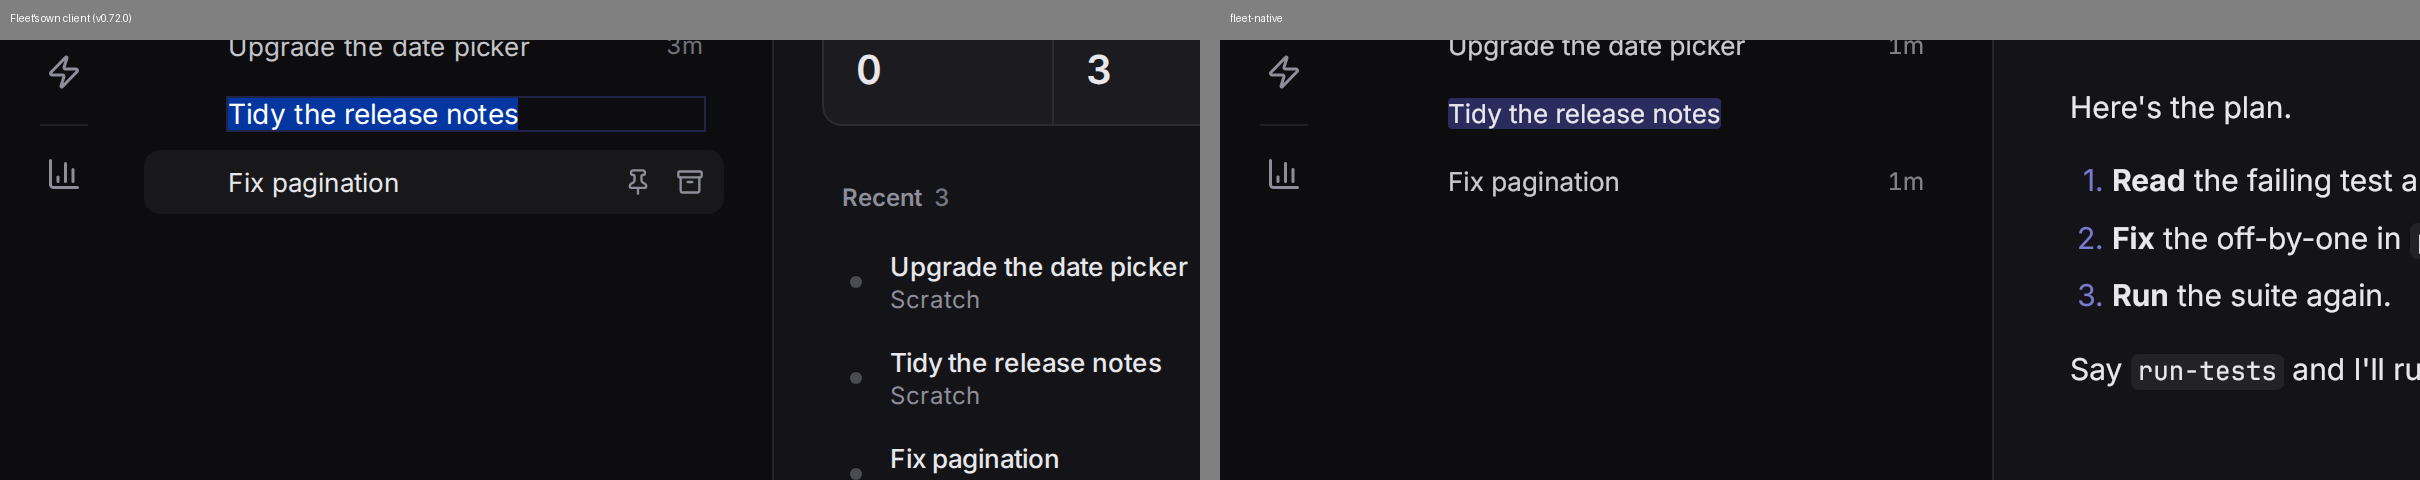 Fleet's own client (v0.72.0)
Upgrade the date picker 3m
Tidy the release notes
Fix pagination
0 3
Recent 3
Upgrade the date picker
Scratch
Tidy the release notes
Scratch
Fix pagination
fleet-native
Upgrade the date picker 1m
Tidy the release notes
Fix pagination 1m
Here's the plan.
1. Read the failing test a
2. Fix the off-by-one in
3. Run the suite again.
Say run-tests and I'll ru